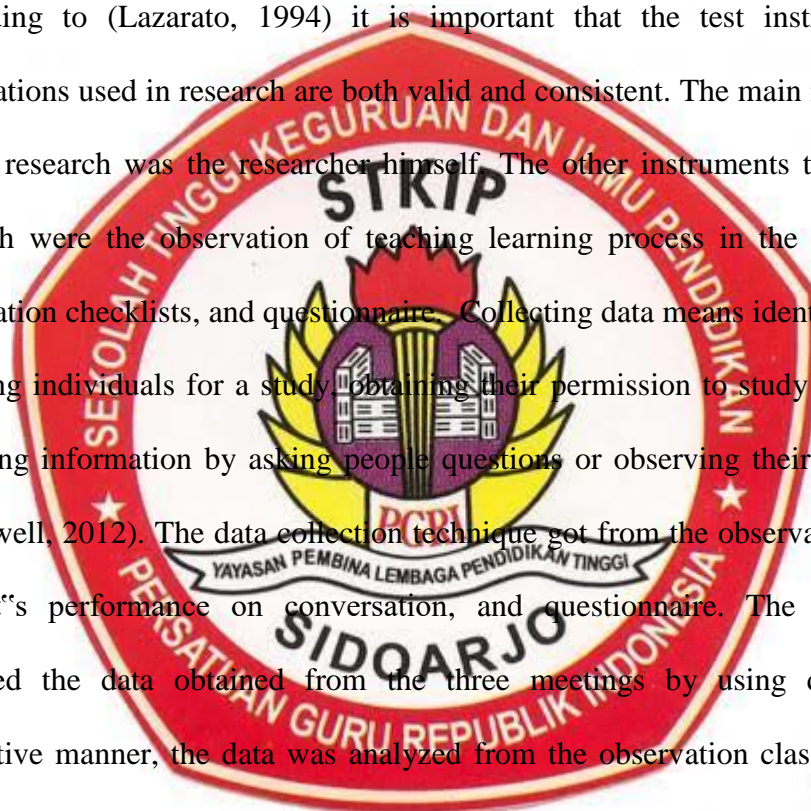 ding to (Lazarato, 1994) it is important that the test inst
ations used in research are both valid and consistent. The main
research was the researcher himself. The other instruments t
h were the observation of teaching learning process in the
ation checklists, and questionnaire. Collecting data means ident
ng individuals for a study, obtaining their permission to study
ng information by asking people questions or observing their
well, 2012). The data collection technique got from the observa
t‟s performance on conversation, and questionnaire. The
ed the data obtained from the three meetings by using d
tive manner, the data was analyzed from the observation clas
SEKOLAH TINGGI KEGURUAN DAN ILMU PENDIDIKAN
STKIP
PGRI
YAYASAN PEMBINA LEMBAGA PENDIDIKAN TINGGI
SIDOARJO
PERSATUAN GURU REPUBLIK INDONESIA